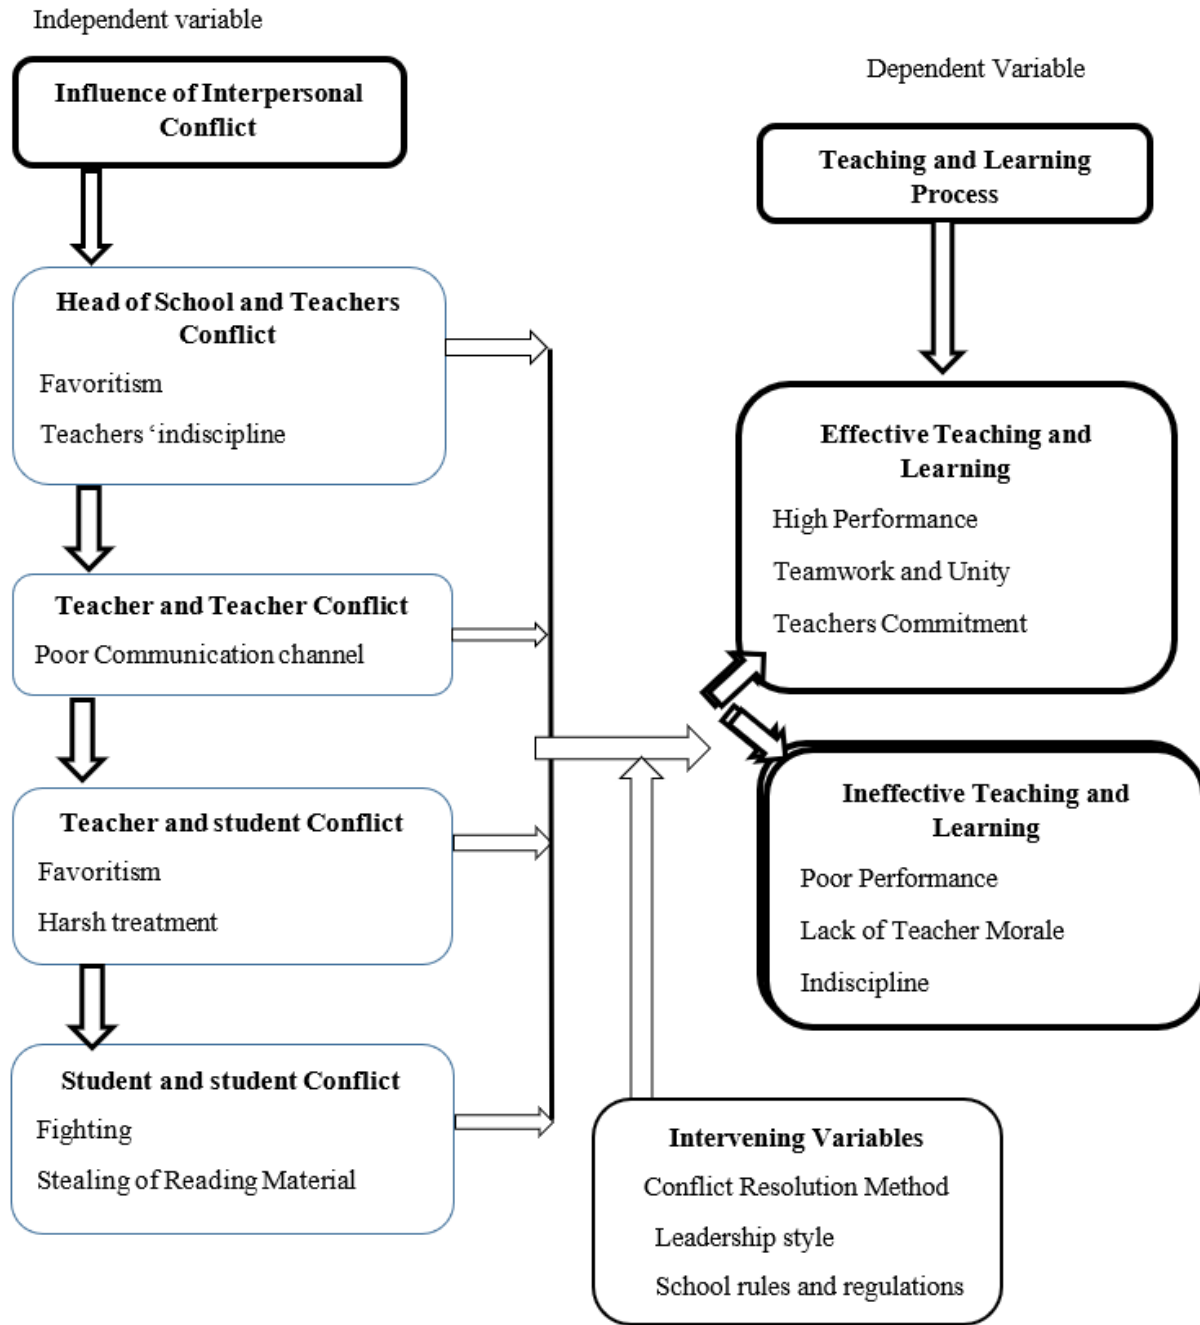 Independent variable
Influence of Interpersonal
Conflict
Head of School and Teachers
Conflict
Favoritism
Teachers ‘indiscipline
Teacher and Teacher Conflict
Poor Communication channel
Teacher and student Conflict
Favoritism
Harsh treatment
Student and student Conflict
Fighting
Stealing of Reading Material
Dependent Variable
Teaching and Learning
Process
Effective Teaching and
Learning
High Performance
Teamwork and Unity
Teachers Commitment
Ineffective Teaching and
Learning
Poor Performance
Lack of Teacher Morale
Indiscipline
Intervening Variables
Conflict Resolution Method
Leadership style
School rules and regulations